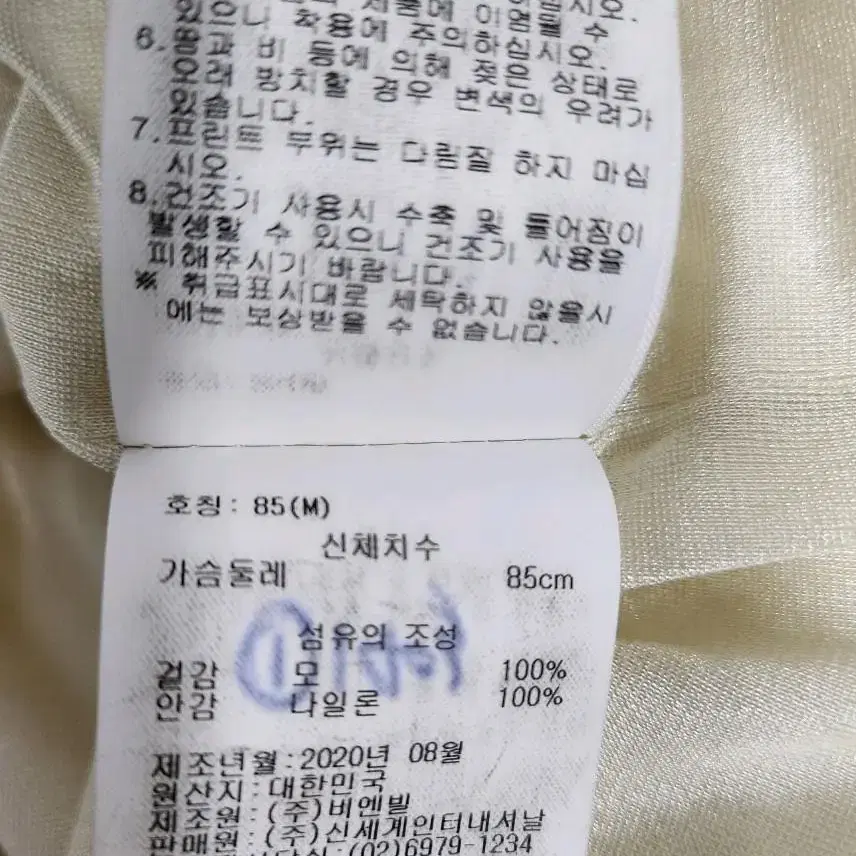 제품에 이염될 수
있으니 착용에 주의하십시오.
6.땀과 비 등에 의해 젖은 상태로
오래 방치할 경우 변색의 우려가
있습니다.
7.프린트 부위는 다림질 하지 마십
시오.
8.건조기 사용시 수축 및 틀어짐이
발생할 수 있으니 건조기 사용을
피해주시기 바랍니다.
※ 취급표시대로 세탁하지 않을시
에는 보상받을 수 없습니다.
호칭: 85(M)
신체치수
가슴둘레 85cm
섬유의 조성
겉감 모 100%
안감 나일론 100%
제조년월:2020년 08월
원산지:대한민국
제조원:(주)비엔빌
판매원:(주)신세계인터내셔날
(02)6979-1234